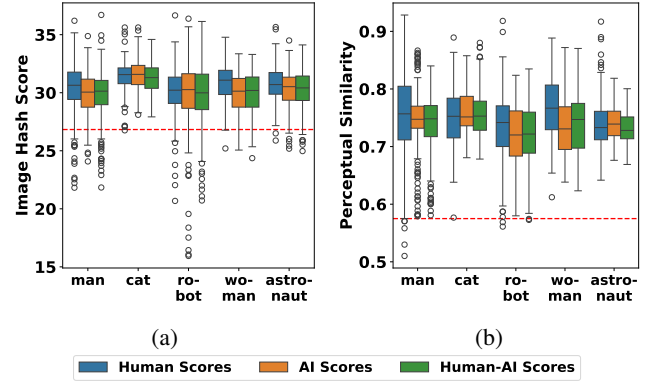 Image Hash Score
35
30
25
20
15
man cat ro-bot wo-man astro-naut
(a)
Perceptual Similarity
0.9
0.8
0.7
0.6
0.5
man cat ro-bot wo-man astro-naut
(b)
Human Scores AI Scores Human-AI Scores